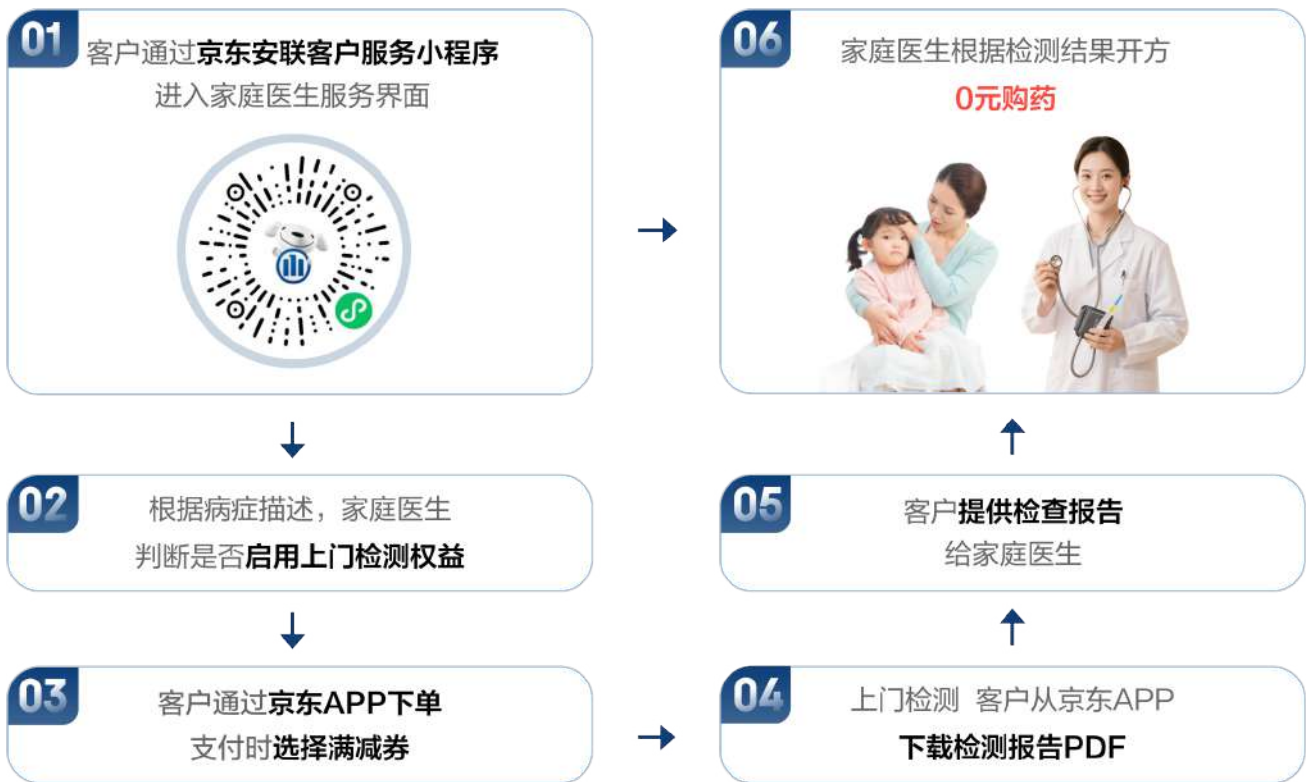 01
客户通过京东安联客户服务小程序
进入家庭医生服务界面
02
根据病症描述，家庭医生
判断是否启用上门检测权益
03
客户通过京东APP下单
支付时选择满减券
04
上门检测 客户从京东APP
下载检测报告PDF
05
客户提供检查报告
给家庭医生
06
家庭医生根据检测结果开方
0元购药